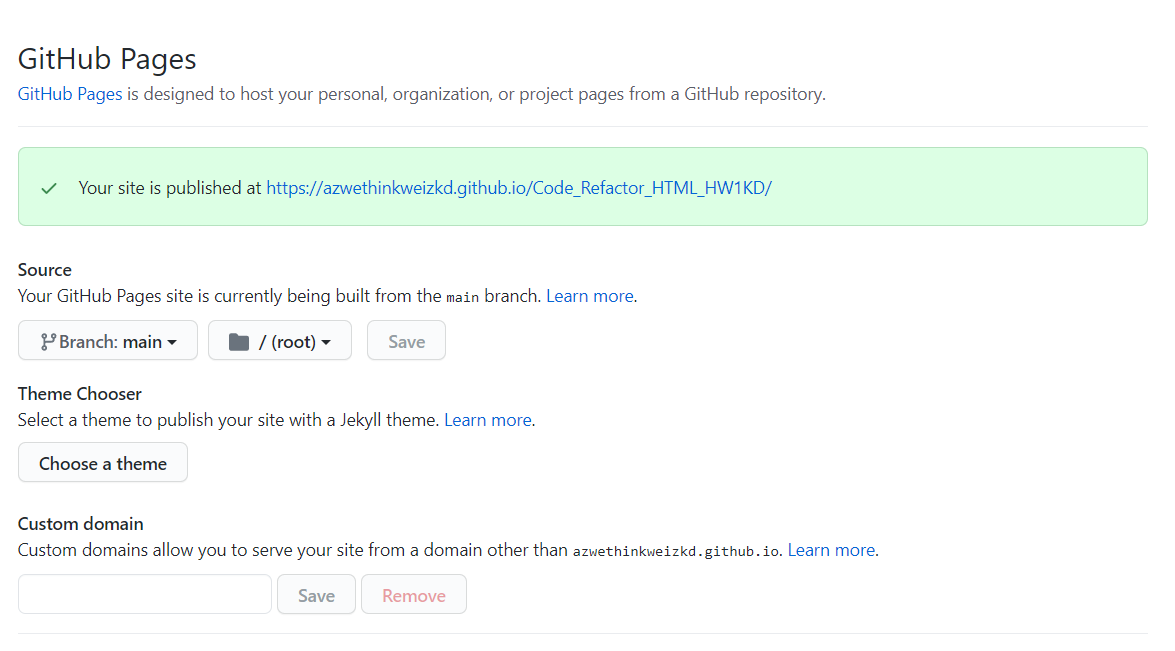 GitHub Pages
GitHub Pages is designed to host your personal, organization, or project pages from a GitHub repository.
Your site is published at https://azwethinkweizkd.github.io/Code_Refactor_HTML_HW1KD/
Source
Your GitHub Pages site is currently being built from the main branch. Learn more.
Branch: main / (root) Save
Theme Chooser
Select a theme to publish your site with a Jekyll theme. Learn more.
Choose a theme
Custom domain
Custom domains allow you to serve your site from a domain other than azwethinkweizkd.github.io. Learn more.
Save Remove